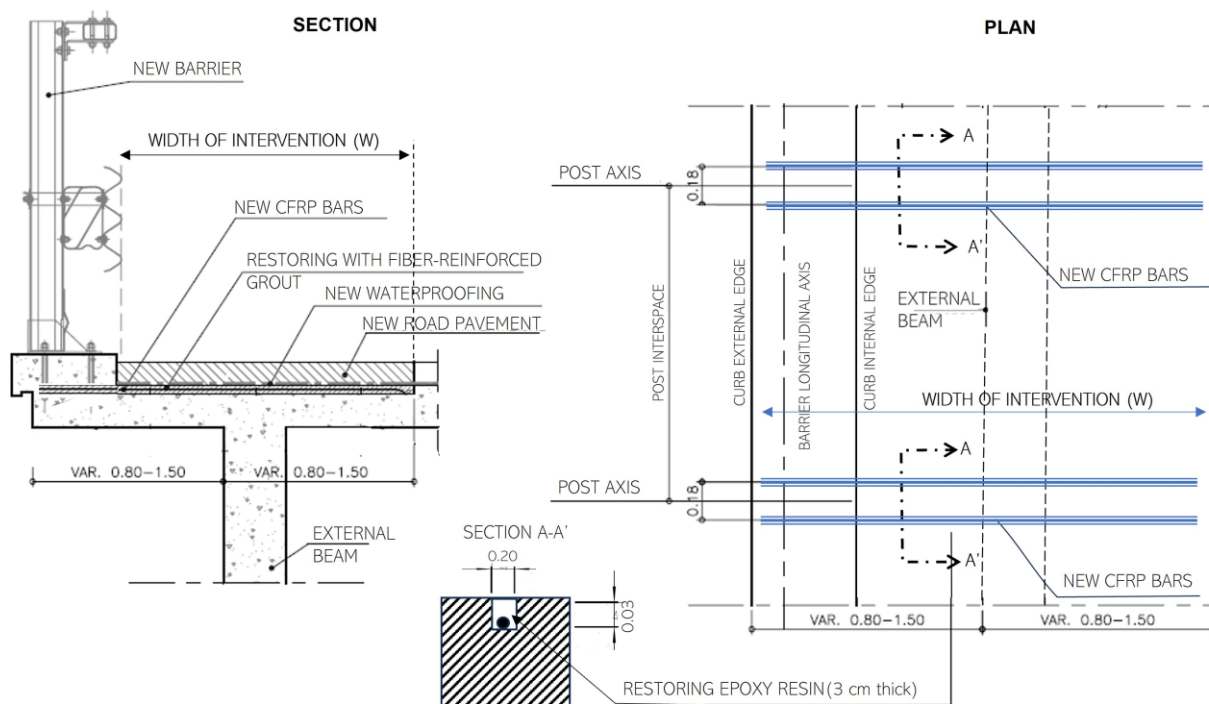 SECTION
NEW BARRIER
WIDTH OF INTERVENTION (W)
NEW CFRP BARS
RESTORING WITH FIBER-REINFORCED
GROUT
NEW WATERPROOFING
NEW ROAD PAVEMENT
VAR. 0.80-1.50
VAR. 0.80-1.50
EXTERNAL
BEAM
SECTION A-A'
0.20
0.03
RESTORING EPOXY RESIN (3 cm thick)
PLAN
POST AXIS
0.18
A
A'
NEW CFRP BARS
EXTERNAL
BEAM
POST INTERSPACE
CURB EXTERNAL EDGE
BARRIER LONGITUDINAL AXIS
CURB INTERNAL EDGE
WIDTH OF INTERVENTION (W)
POST AXIS
0.18
A
A'
NEW CFRP BARS
VAR. 0.80-1.50
VAR. 0.80-1.50